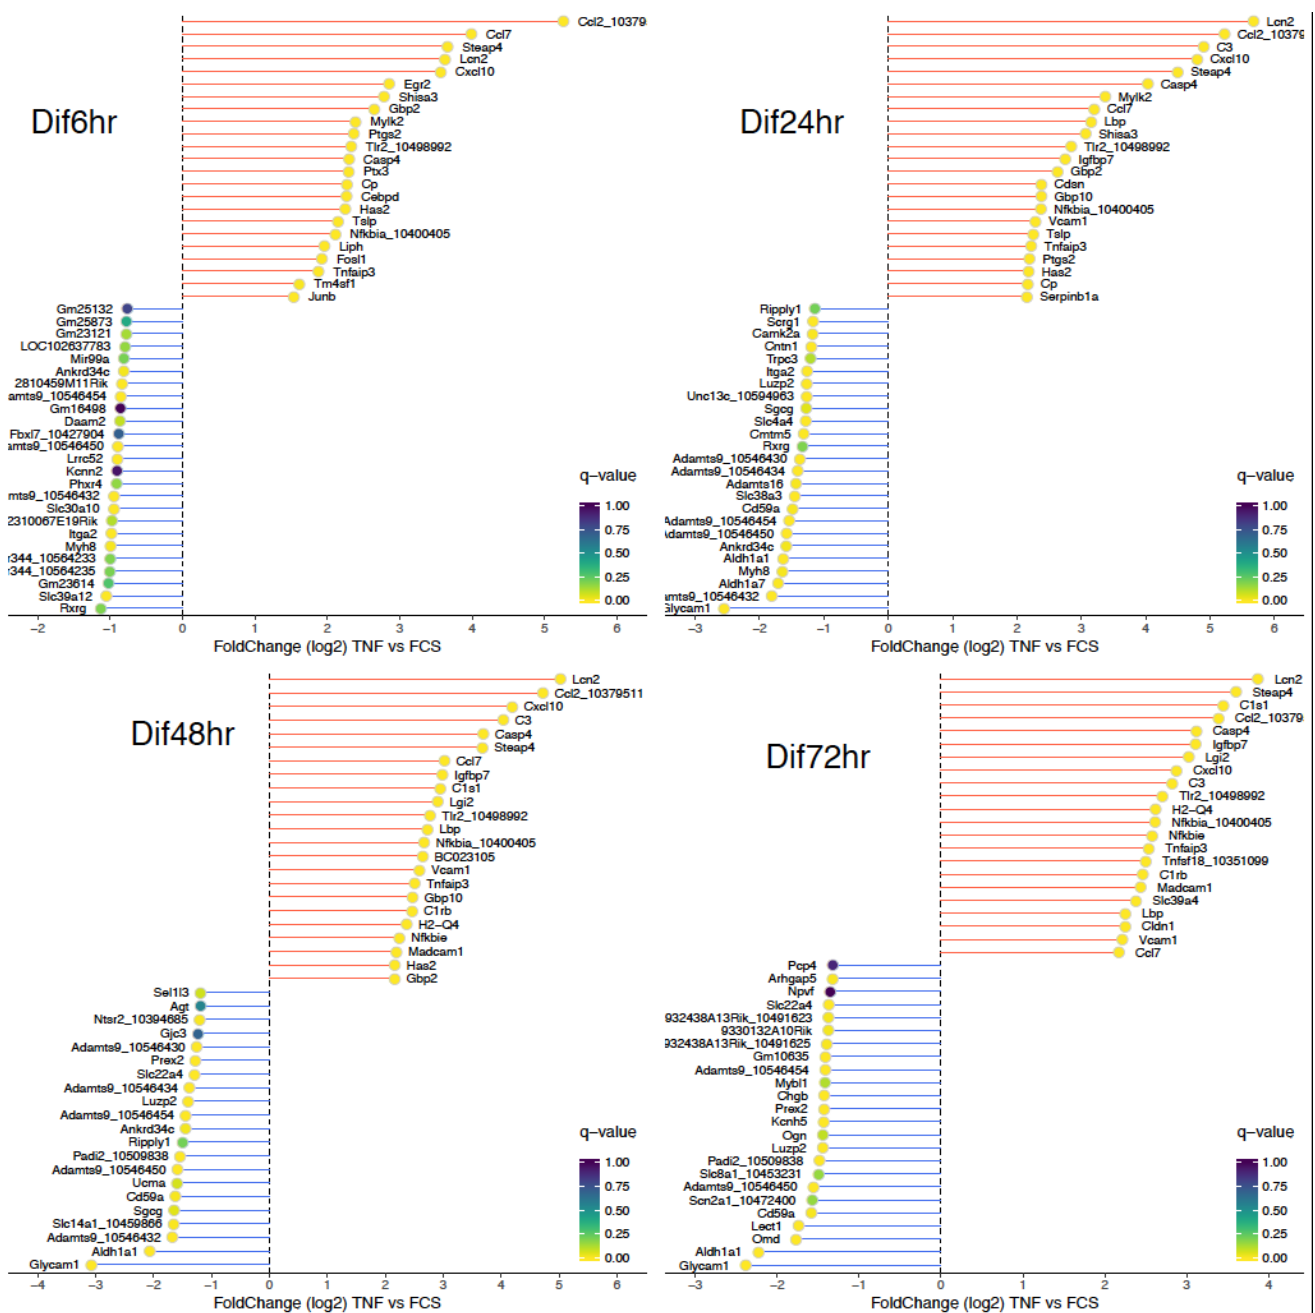 Dif6hr
Ccl2_10379
Ccl7
Steap4
Lcn2
Cxcl10
Egr2
Shisa3
Gbp2
Mylk2
Ptgs2
Tlr2_10498992
Casp4
Ptx3
Cp
Cebpd
Has2
Tslp
Nfkbia_10400405
Liph
Fosl1
Tnfaip3
Tm4sf1
Junb
Gm25132
Gm25873
Gm23121
LOC102637783
Mir99a
Ankrd34c
2810459M11Rik
amts9_10546454
Gm16498
Daam2
Fbxl7_10427904
amts9_10546450
Lrrc52
Kcnn2
Phxr4
mts9_10546432
Slc30a10
2310067E19Rik
Itga2
Myh8
r344_10564233
r344_10564235
Gm23614
Slc39a12
Rxrg
q-value
1.00
0.75
0.50
0.25
0.00
−2 −1 0 1 2 3 4 5 6
FoldChange (log2) TNF vs FCS
Dif24hr
Lcn2
Ccl2_10379
C3
Cxcl10
Steap4
Casp4
Mylk2
Ccl7
Lbp
Shisa3
Tlr2_10498992
Igfbp7
Gbp2
Cdsn
Gbp10
Nfkbia_10400405
Vcam1
Tslp
Tnfaip3
Ptgs2
Has2
Cp
Serpinb1a
Ripply1
Scrg1
Camk2a
Cntn1
Trpc3
Itga2
Luzp2
Unc13c_10594963
Sgcg
Slc4a4
Cmtm5
Rxrg
Adamts9_10546430
Adamts9_10546434
Adamts16
Slc38a3
Cd59a
Adamts9_10546454
Adamts9_10546450
Ankrd34c
Aldh1a1
Myh8
Aldh1a7
amts9_10546432
Glycam1
q-value
1.00
0.75
0.50
0.25
0.00
−3 −2 −1 0 1 2 3 4 5 6
FoldChange (log2) TNF vs FCS
Dif48hr
Lcn2
Ccl2_10379511
Cxcl10
C3
Casp4
Steap4
Ccl7
Igfbp7
C1s1
Lgi2
Tlr2_10498992
Lbp
Nfkbia_10400405
BC023105
Vcam1
Tnfaip3
Gbp10
C1rb
H2−Q4
Nfkbie
Madcam1
Has2
Gbp2
Sel1l3
Agt
Ntsr2_10394685
Gjc3
Adamts9_10546430
Prex2
Slc22a4
Adamts9_10546434
Luzp2
Adamts9_10546454
Ankrd34c
Ripply1
Padi2_10509838
Adamts9_10546450
Ucma
Cd59a
Sgcg
Slc14a1_10459866
Adamts9_10546432
Aldh1a1
Glycam1
q−value
1.00
0.75
0.50
0.25
0.00
−4 −3 −2 −1 0 1 2 3 4 5 6
FoldChange (log2) TNF vs FCS
Dif72hr
Lcn2
Steap4
C1s1
Ccl2_10379
Casp4
Igfbp7
Lgi2
Cxcl10
C3
Tlr2_10498992
H2−Q4
Nfkbia_10400405
Nfkbie
Tnfaip3
Tnfsf18_10351099
C1rb
Madcam1
Slc39a4
Lbp
Cldn1
Vcam1
Ccl7
Pcp4
Arhgap5
Npvf
Slc22a4
932438A13Rik_10491623
9330132A10Rik
932438A13Rik_10491625
Gm10635
Adamts9_10546454
Mybl1
Chgb
Prex2
Kcnh5
Ogn
Luzp2
Padi2_10509838
Slc8a1_10453231
Adamts9_10546450
Scn2a1_10472400
Cd59a
Lect1
Omd
Aldh1a1
Glycam1
q−value
1.00
0.75
0.50
0.25
0.00
−3 −2 −1 0 1 2 3 4
FoldChange (log2) TNF vs FCS